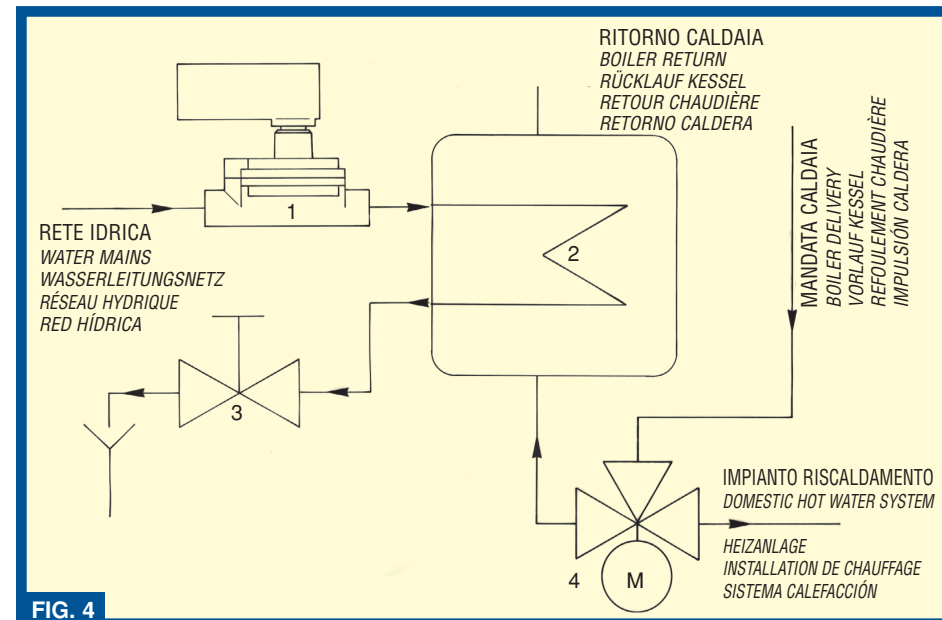 RITORNO CALDAIA
BOILER RETURN
RÜCKLAUF KESSEL
RETOUR CHAUDIÈRE
RETORNO CALDERA
MANDATA CALDAIA
BOILER DELIVERY
VORLAUF KESSEL
REFOULEMENT CHAUDIÈRE
IMPULSIÓN CALDERA
1
RETE IDRICA
WATER MAINS
WASSERLEITUNGSNETZ
RÉSEAU HYDRIQUE
RED HÍDRICA
2
3
IMPIANTO RISCALDAMENTO
DOMESTIC HOT WATER SYSTEM
HEIZANLAGE
INSTALLATION DE CHAUFFAGE
SISTEMA CALEFACCIÓN
4
M
FIG. 4